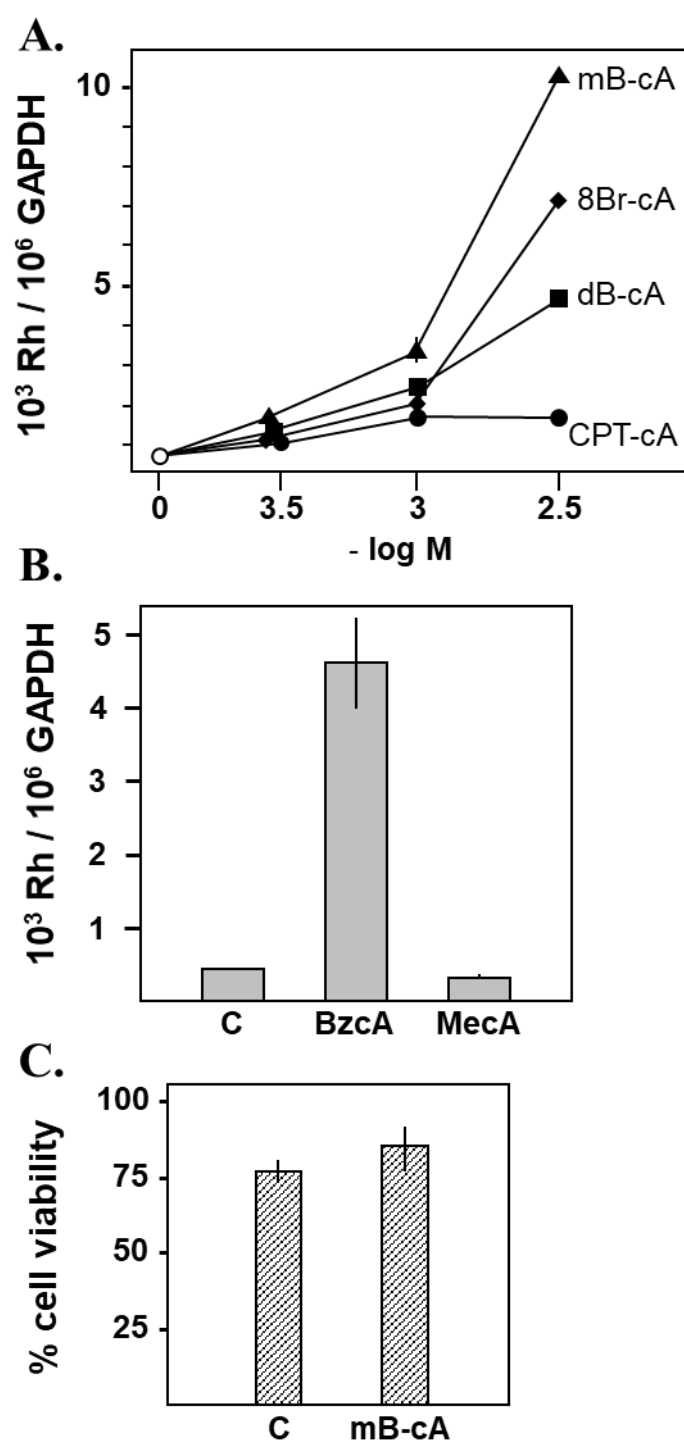 A.
10³ Rh / 10⁶ GAPDH
10
5
mB-cA
8Br-cA
dB-cA
CPT-cA
0 3.5 3 2.5
- log M
B.
10³ Rh / 10⁶ GAPDH
5
4
3
2
1
C BzcA MecA
C.
% cell viability
100
75
50
25
C mB-cA